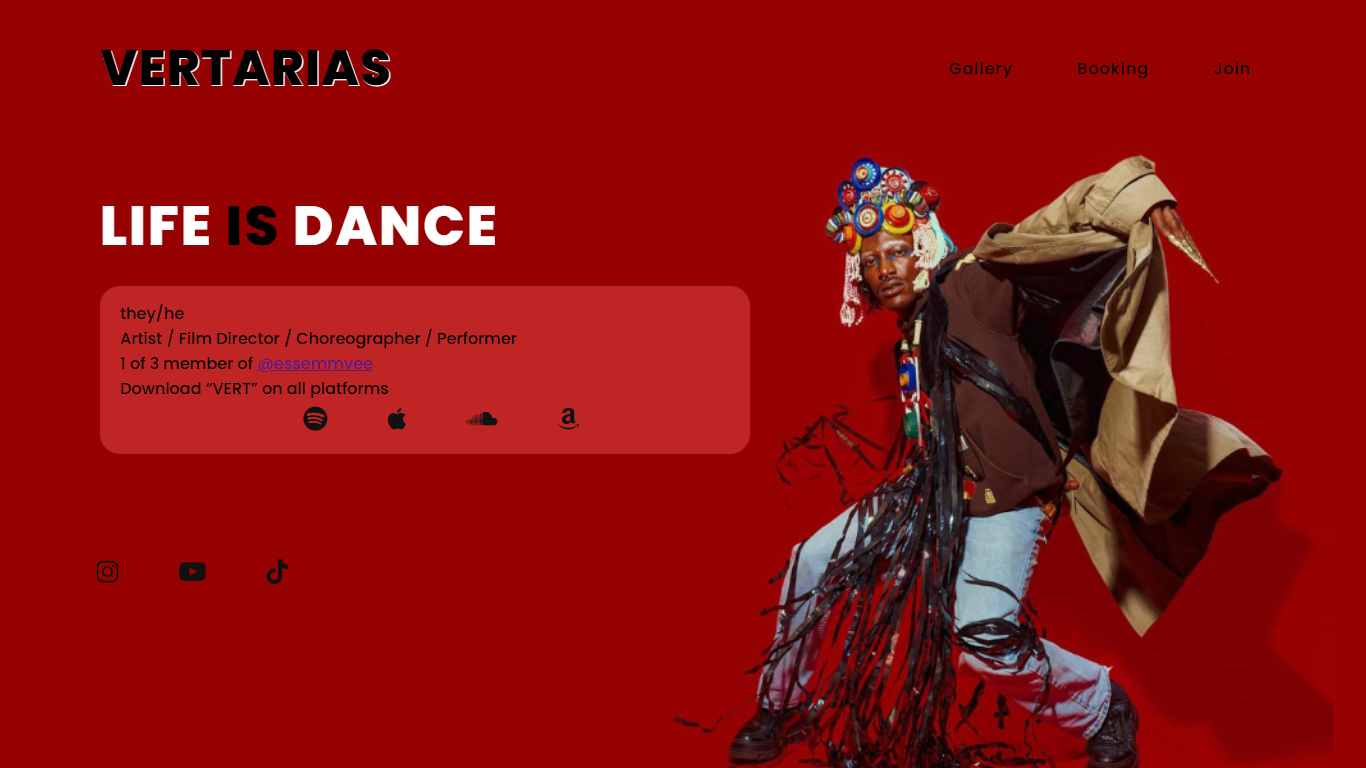 VERTARIAS
Gallery Booking Join
LIFE IS DANCE
they/he
Artist / Film Director / Choreographer / Performer
1 of 3 member of @essemmvee
Download “VERT” on all platforms